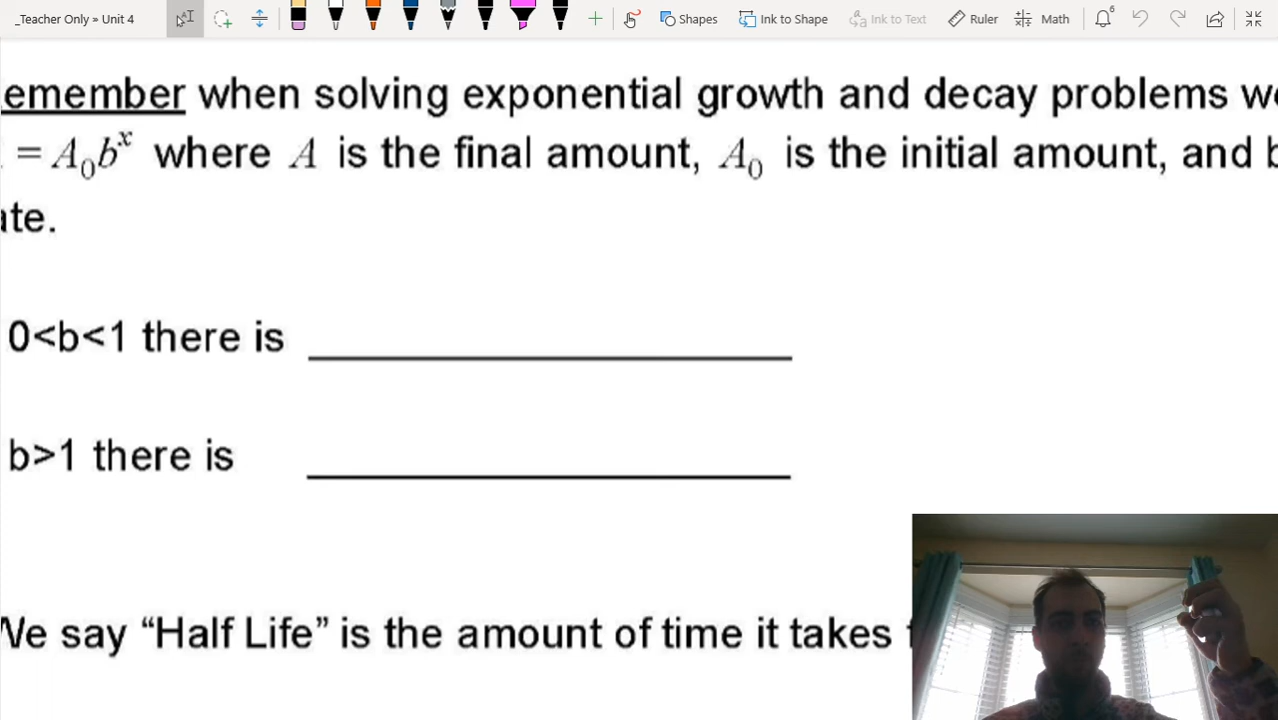 _Teacher Only » Unit 4 Shapes Ink to Shape Ink to Text Ruler Math 6
emember when solving exponential growth and decay problems we
= A₀bˣ where A is the final amount, A₀ is the initial amount, and b
ate.
0<b<1 there is
b>1 there is
We say “Half Life” is the amount of time it takes